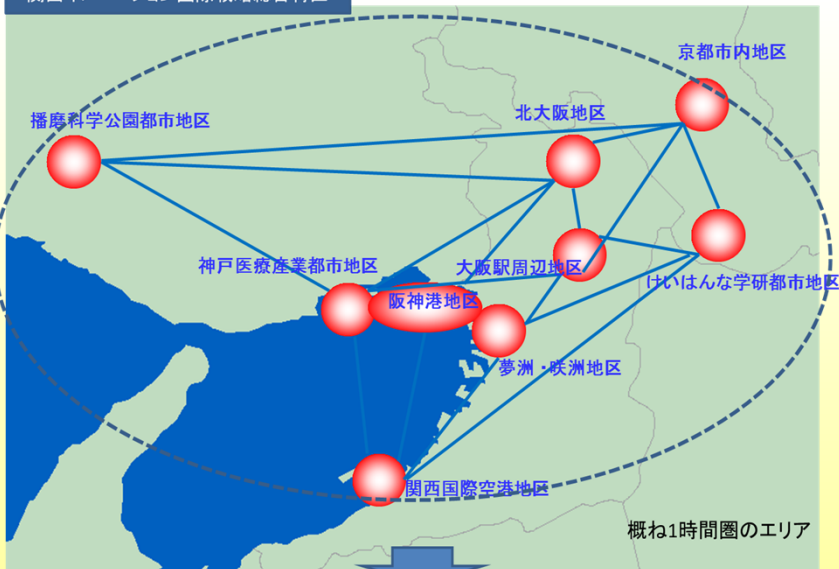 京都市内地区
北大阪地区
播磨科学公園都市地区
神戸医療産業都市地区
大阪駅周辺地区
けいはんな学研都市地区
阪神港地区
夢洲・咲洲地区
関西国際空港地区
概ね1時間圏のエリア